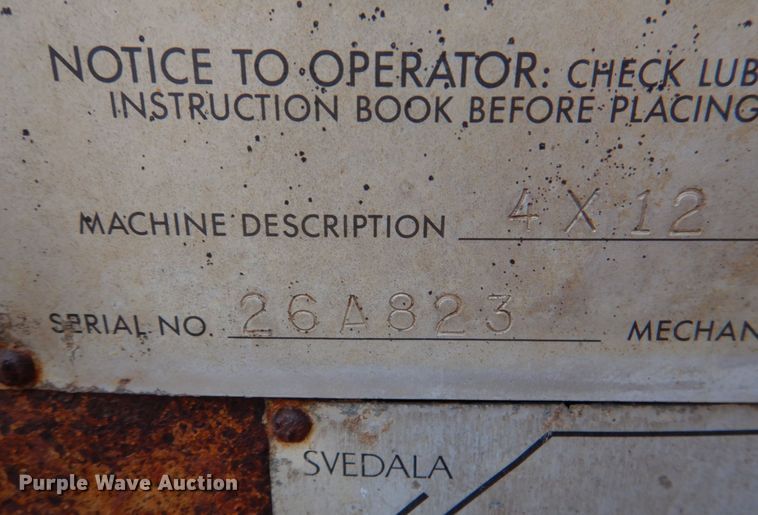 NOTICE TO OPERATOR: CHECK LUB
INSTRUCTION BOOK BEFORE PLACING
MACHINE DESCRIPTION 4 X 12
SERIAL NO. 26A823 MECHAN
SVEDALA
Purple Wave Auction